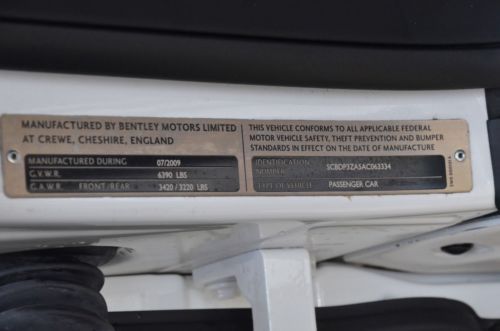 MANUFACTURED BY BENTLEY MOTORS LIMITED
AT CREWE, CHESHIRE, ENGLAND
MANUFACTURED DURING 07/2009
G.V.W.R. 6390 LBS
G.A.W.R. FRONT/REAR 3420 / 3220 LBS
THIS VEHICLE CONFORMS TO ALL APPLICABLE FEDERAL
MOTOR VEHICLE SAFETY, THEFT PREVENTION AND BUMPER
STANDARDS IN EFFECT ON THE DATE OF MANUFACTURE
IDENTIFICATION
NUMBER SCBDP3ZA5AC063334
TYPE OF VEHICLE PASSENGER CAR